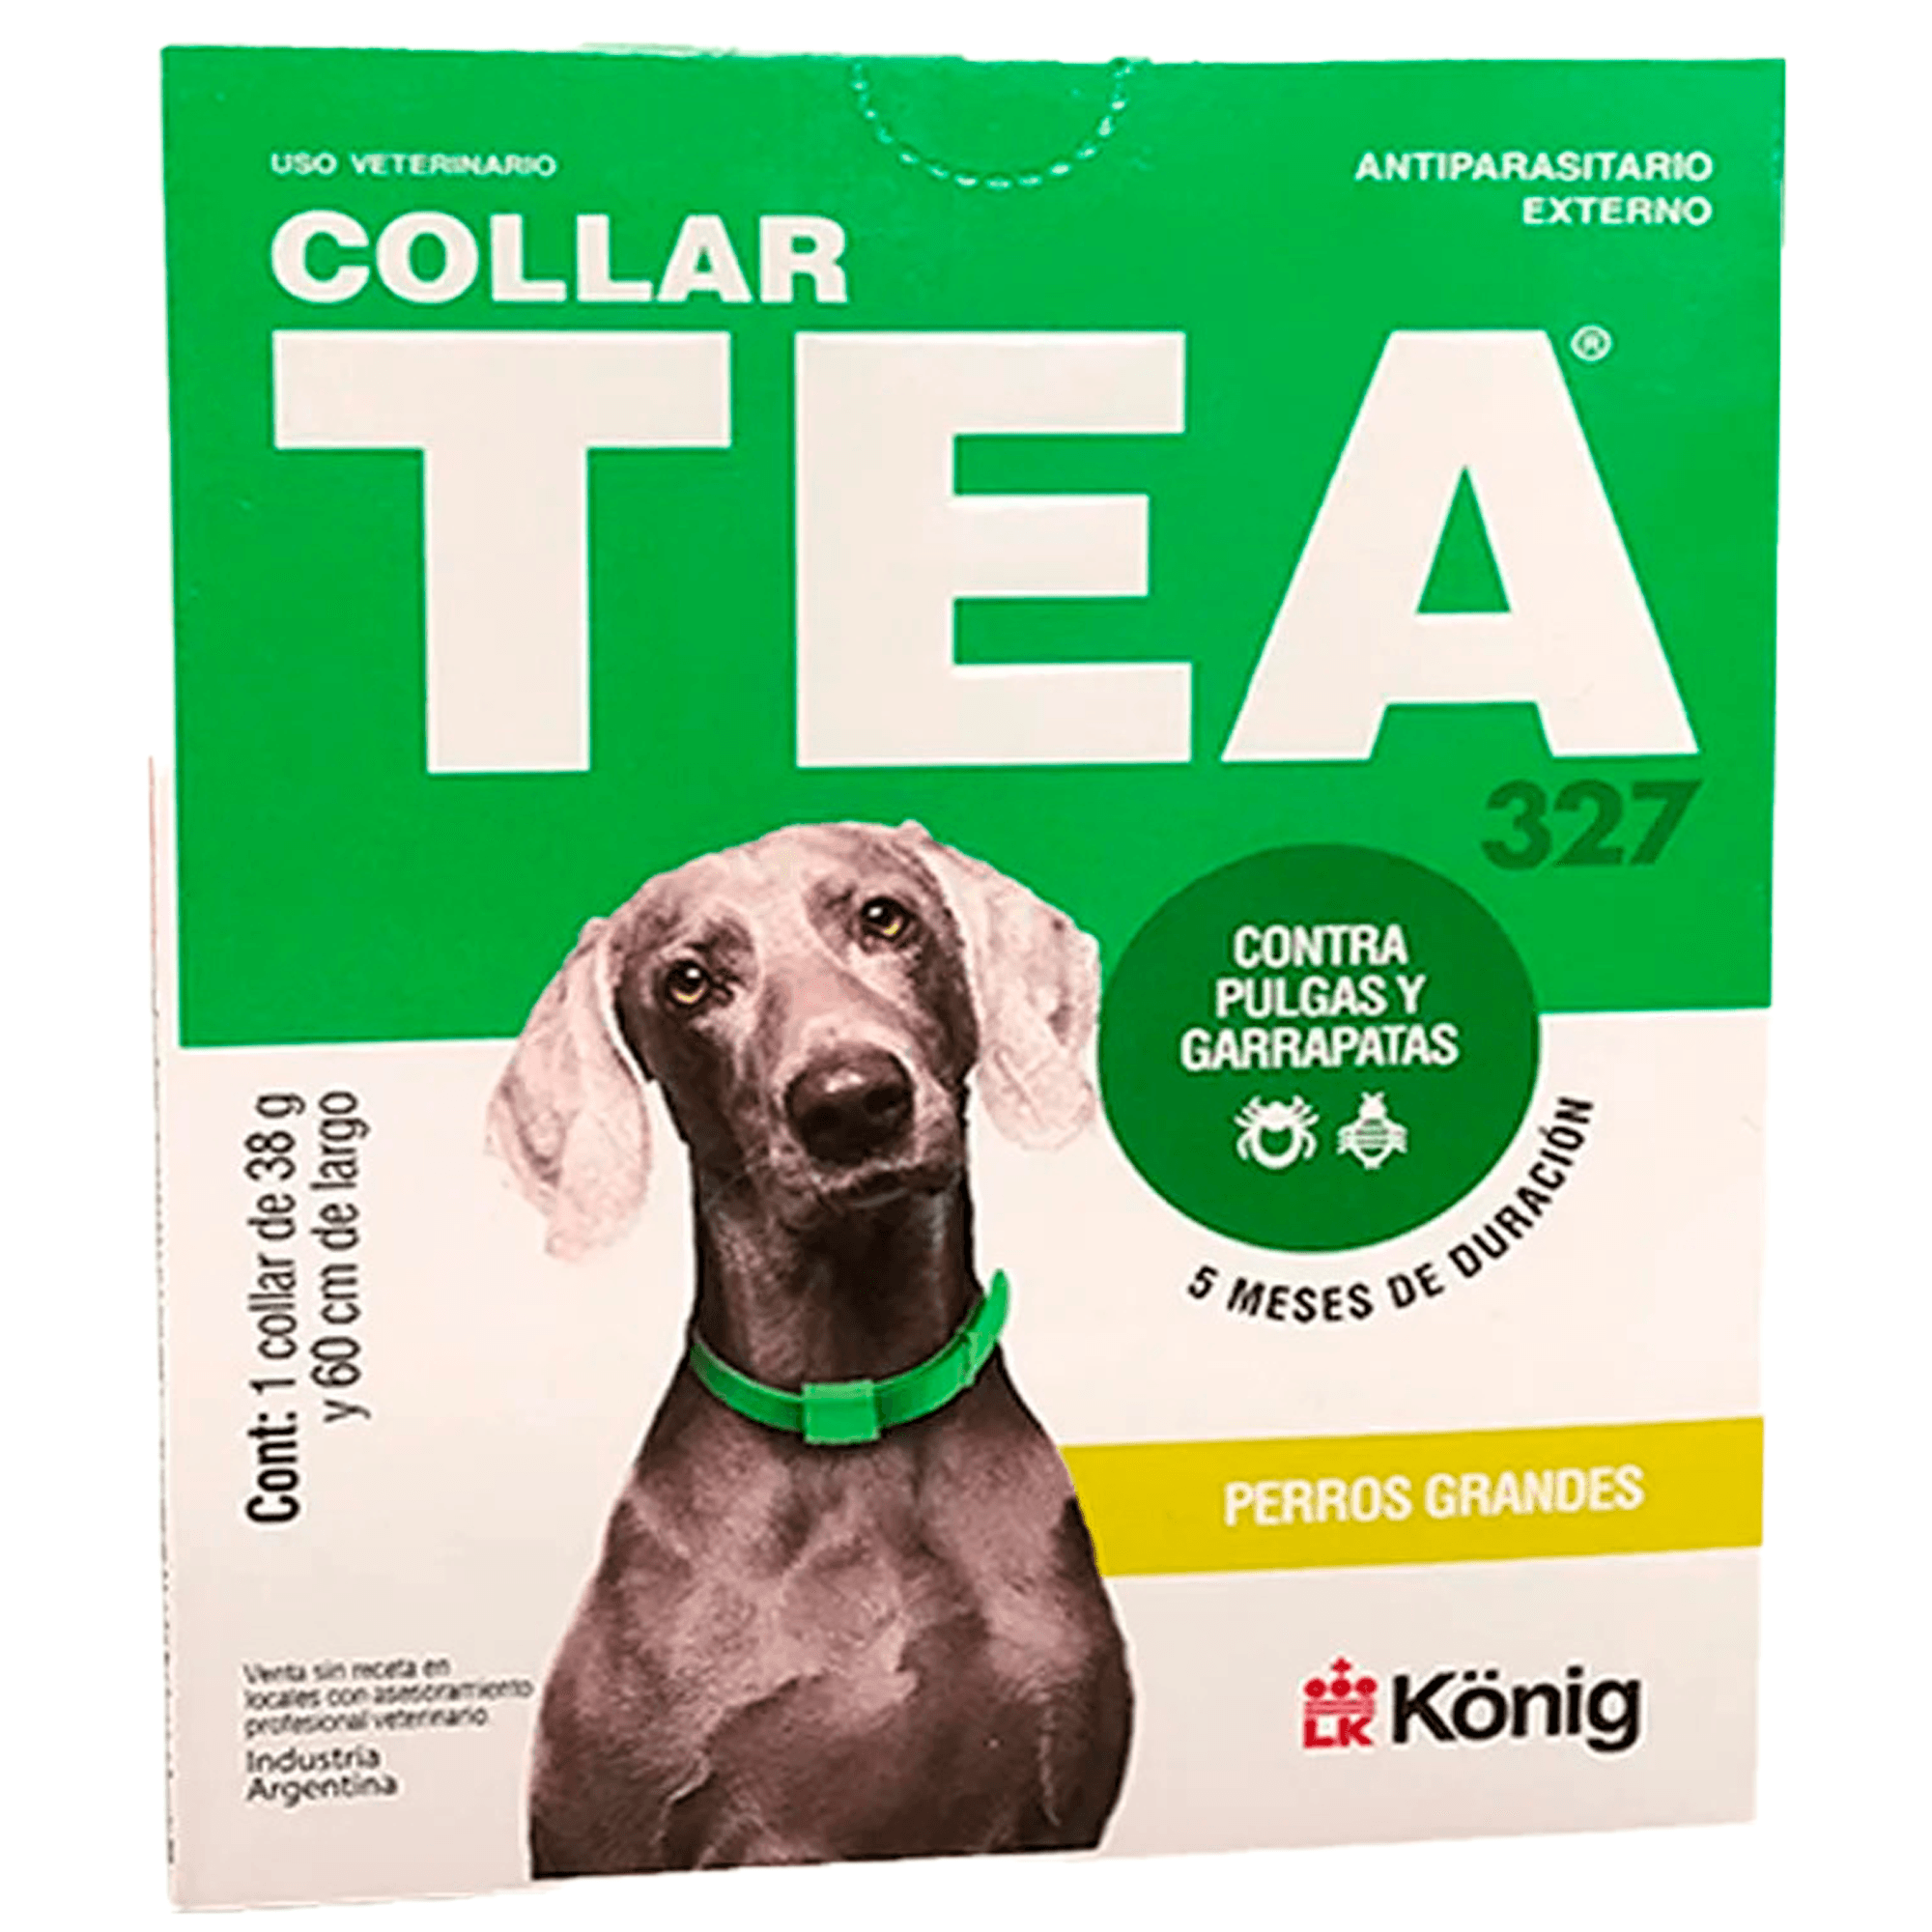 USO VETERINARIO
ANTIPARASITARIO
EXTERNO
COLLAR
TEA®
327
CONTRA
PULGAS Y
GARRAPATAS
5 MESES DE DURACIÓN
Cont: 1 collar de 38 g
y 60 cm de largo
PERROS GRANDES
Venta sin receta en
locales con asesoramiento
profesional veterinario
Industria
Argentina
LK König